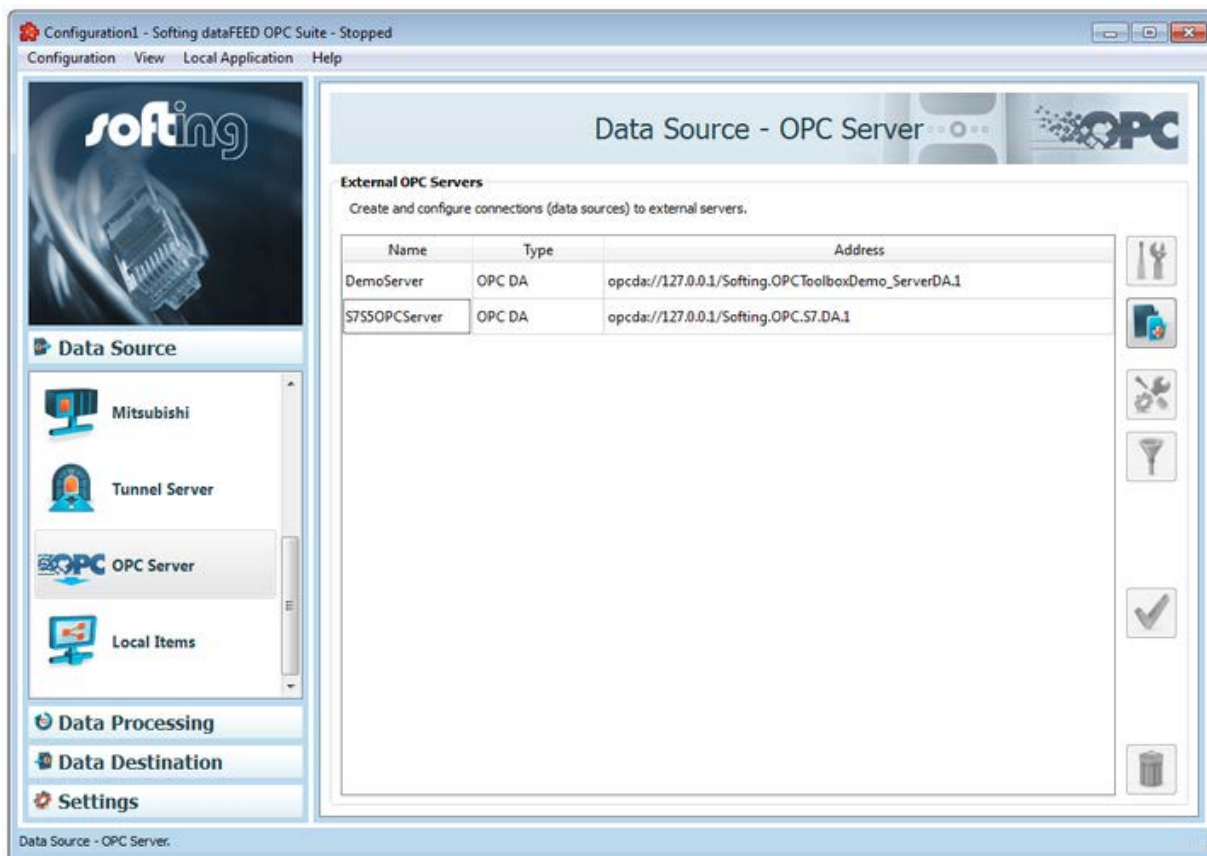 Configuration1 - Softing dataFEED OPC Suite - Stopped
Configuration View Local Application Help
softing
Data Source
Mitsubishi
Tunnel Server
OPC OPC Server
Local Items
Data Processing
Data Destination
Settings
Data Source - OPC Server
OPC
External OPC Servers
Create and configure connections (data sources) to external servers.
Name Type Address
DemoServer OPC DA opcda://127.0.0.1/Softing.OPCToolboxDemo_ServerDA.1
S7S5OPCServer OPC DA opcda://127.0.0.1/Softing.OPC.S7.DA.1
Data Source - OPC Server.